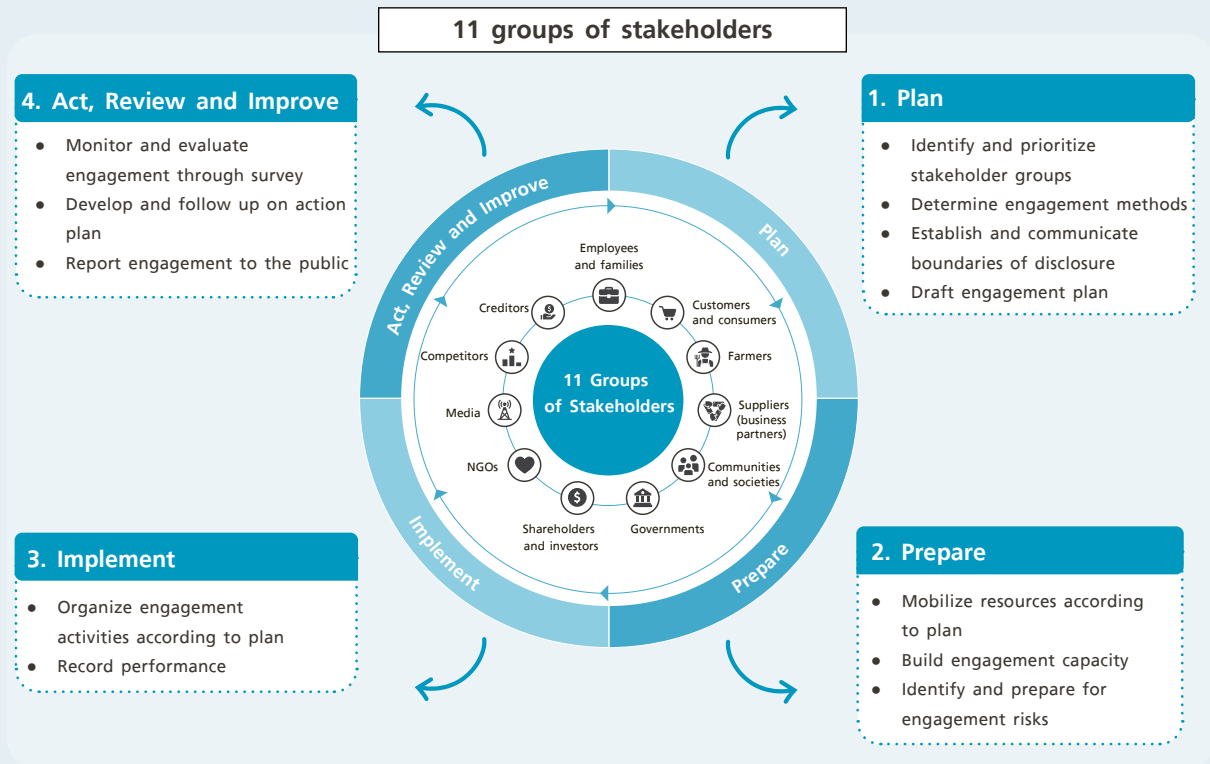 11 groups of stakeholders
4. Act, Review and Improve
● Monitor and evaluate
engagement through survey
● Develop and follow up on action
plan
● Report engagement to the public
1. Plan
● Identify and prioritize
stakeholder groups
● Determine engagement methods
● Establish and communicate
boundaries of disclosure
● Draft engagement plan
Act, Review and Improve
Plan
Prepare
Implement
Employees
and families
Customers
and consumers
Farmers
Suppliers
(business
partners)
Communities
and societies
Governments
Shareholders
and investors
NGOs
Media
Competitors
Creditors
11 Groups
of Stakeholders
3. Implement
● Organize engagement
activities according to plan
● Record performance
2. Prepare
● Mobilize resources according
to plan
● Build engagement capacity
● Identify and prepare for
engagement risks